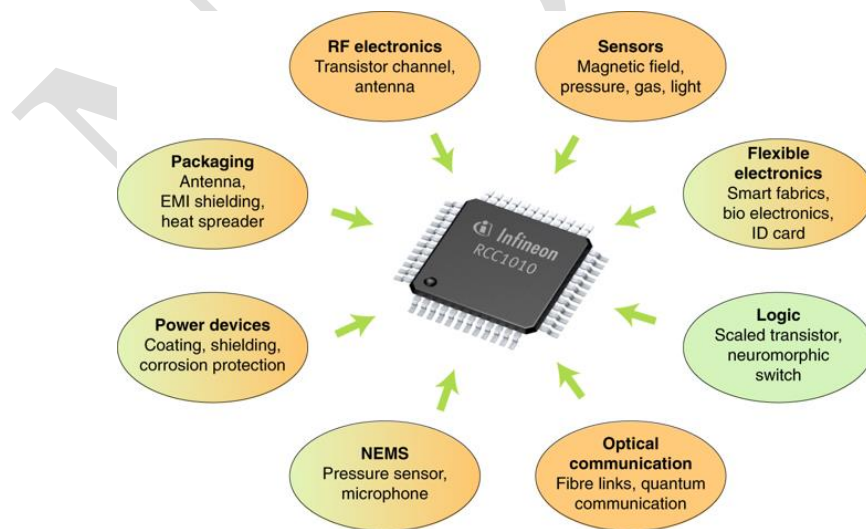 RF electronics
Transistor channel,
antenna
Sensors
Magnetic field,
pressure, gas, light
Packaging
Antenna,
EMI shielding,
heat spreader
Flexible
electronics
Smart fabrics,
bio electronics,
ID card
Infineon
RCC1010
Power devices
Coating, shielding,
corrosion protection
Logic
Scaled transistor,
neuromorphic
switch
NEMS
Pressure sensor,
microphone
Optical
communication
Fibre links, quantum
communication